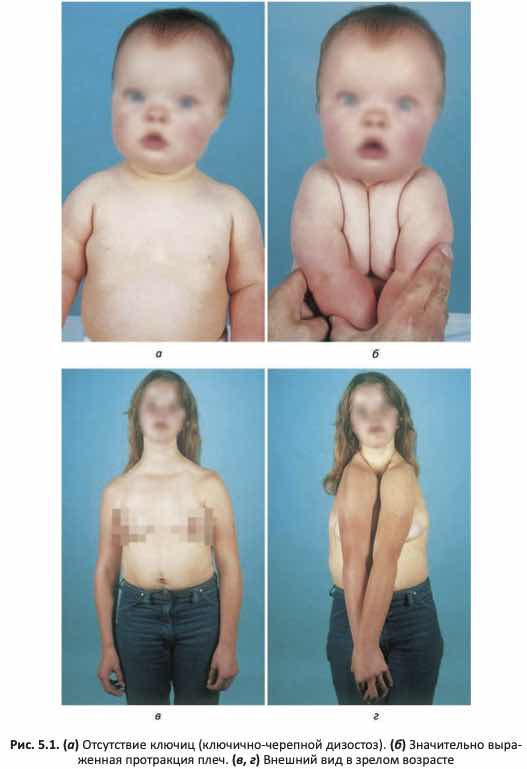 а
б
в
г
Рис. 5.1. (а) Отсутствие ключиц (ключично-черепной дизостоз). (б) Значительно выра-
женная протракция плеч. (в, г) Внешний вид в зрелом возрасте